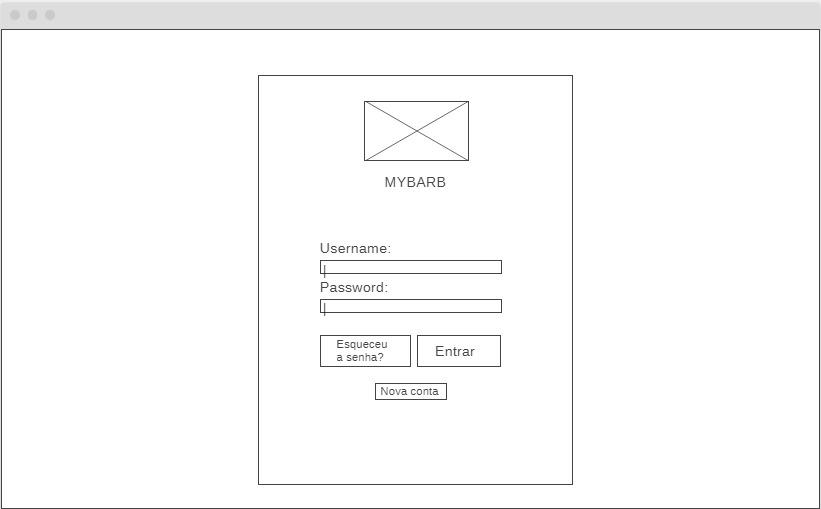 MYBARB
Username:
Password:
Esqueceu
a senha?
Entrar
Nova conta